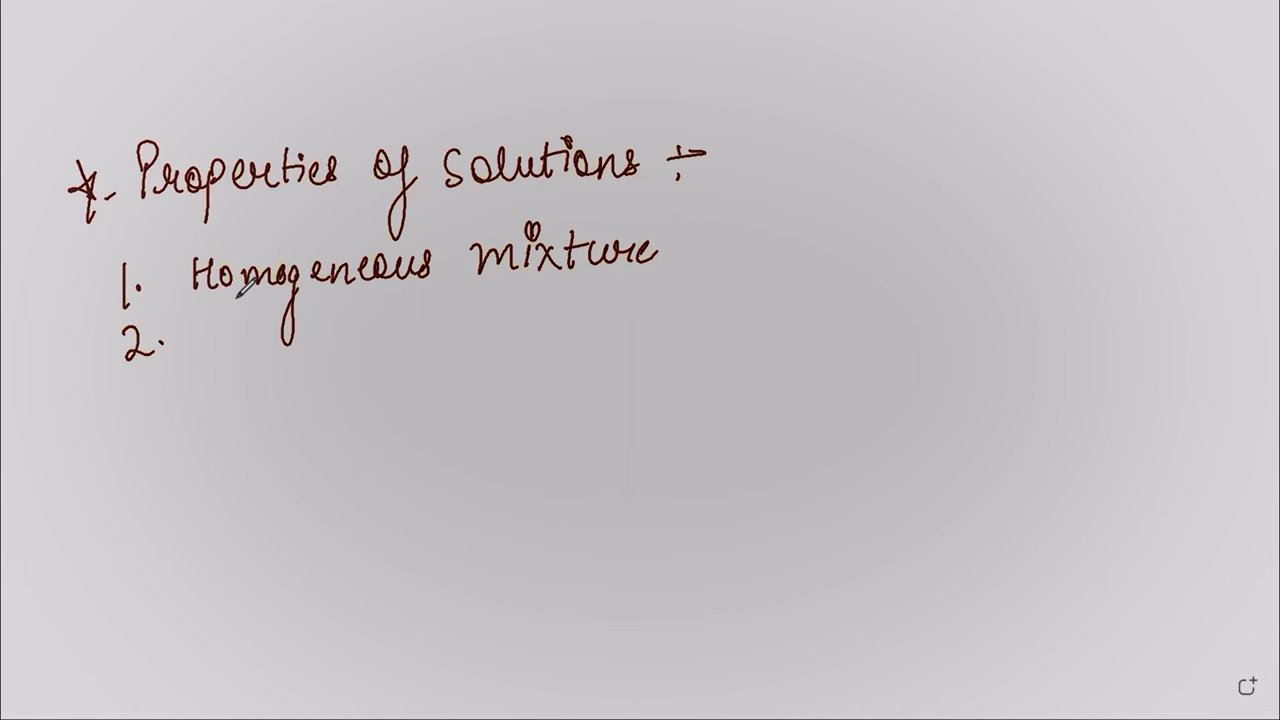 *. Properties of Solutions :-
1. Homogeneous mixture
2.